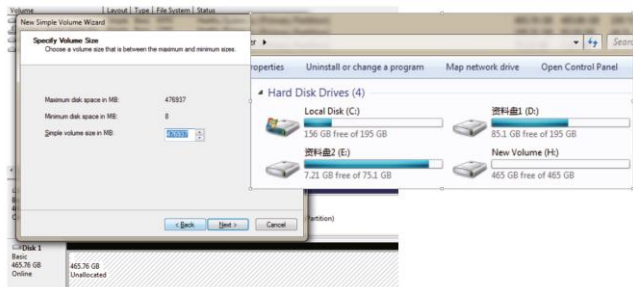 Volume Layout Type File System Status
New Simple Volume Wizard
Specify Volume Size
Choose a volume size that is between the maximum and minimum sizes.
Maximum disk space in MB: 476937
Minimum disk space in MB: 8
Simple volume size in MB: 476937
< Back Next > Cancel
er
roperties Uninstall or change a program Map network drive Open Control Panel
Hard Disk Drives (4)
Local Disk (C:)
156 GB free of 195 GB
资料盘1 (D:)
85.1 GB free of 195 GB
资料盘2 (E:)
7.21 GB free of 75.1 GB
New Volume (H:)
465 GB free of 465 GB
Partition)
Disk 1
Basic
465.76 GB
Online
465.76 GB
Unallocated